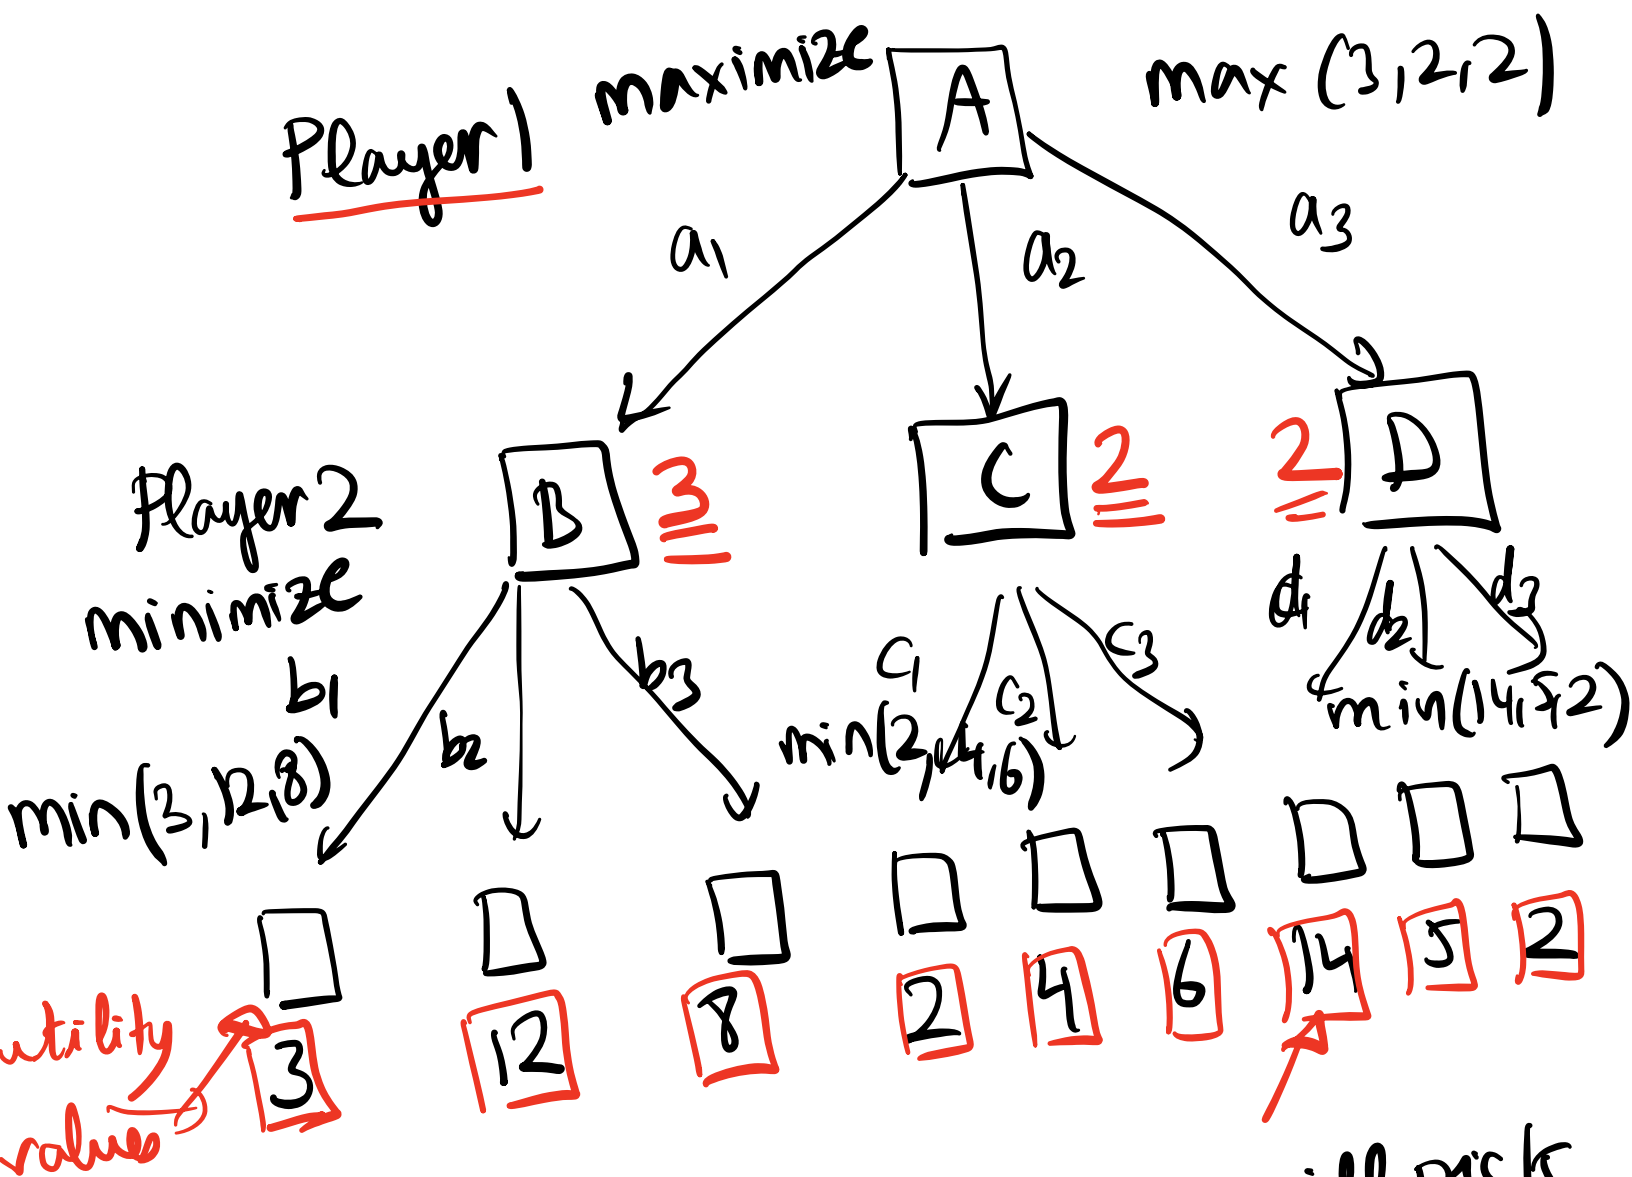 maximize
A
max (3,2,2)
Player 1
a1
a2
a3
B
3
C
2
2
D
Player 2
minimize
b1
b2
b3
c1
c2
c3
d1
d2
d3
min(3,12,8)
min(2,4,6)
min(14,5,2)
3
12
8
2
4
6
14
5
2
utility
values
pick